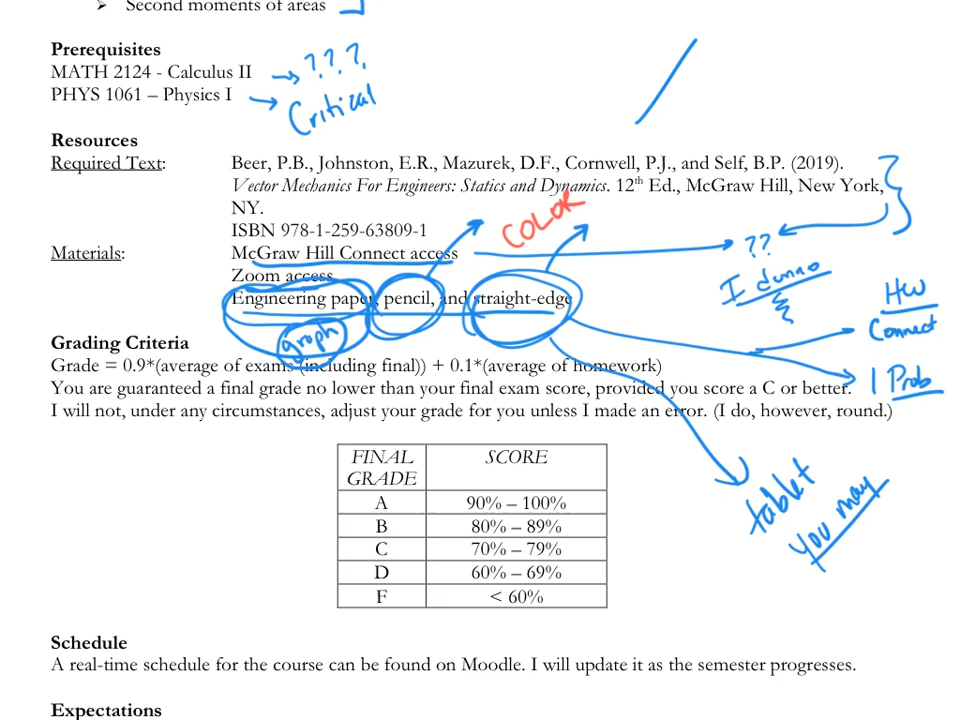 ➤ Second moments of areas
Prerequisites
MATH 2124 - Calculus II
???
PHYS 1061 – Physics I
Critical
Resources
Required Text: Beer, P.B., Johnston, E.R., Mazurek, D.F., Cornwell, P.J., and Self, B.P. (2019).
Vector Mechanics For Engineers: Statics and Dynamics. 12th Ed., McGraw Hill, New York,
NY.
COLOR
ISBN 978-1-259-63809-1
Materials: McGraw Hill Connect access
??
I dunno
Zoom access
Engineering paper, pencil, and straight-edge
HW
Connect
graph
Grading Criteria
Grade = 0.9*(average of exams (including final)) + 0.1*(average of homework)
1 Prob
You are guaranteed a final grade no lower than your final exam score, provided you score a C or better.
I will not, under any circumstances, adjust your grade for you unless I made an error. (I do, however, round.)
FINAL GRADE SCORE
A 90% – 100%
B 80% – 89%
C 70% – 79%
D 60% – 69%
F < 60%
tablet
you may
Schedule
A real-time schedule for the course can be found on Moodle. I will update it as the semester progresses.
Expectations